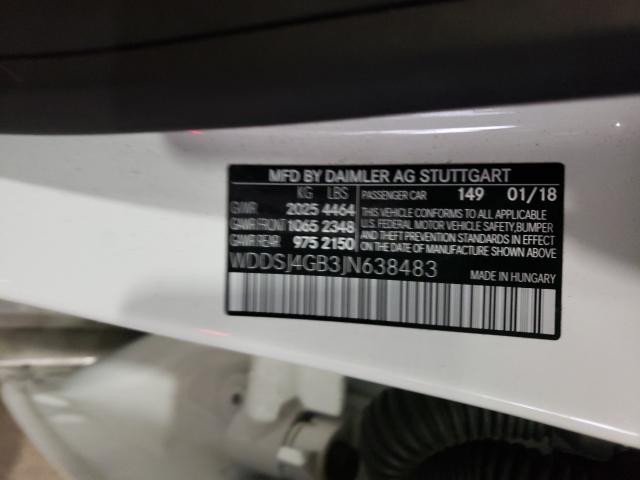 MFD BY DAIMLER AG STUTTGART
KG LBS PASSENGER CAR 149 01/18
GVWR 2025 4464 THIS VEHICLE CONFORMS TO ALL APPLICABLE
GAWR FRONT 1065 2348 U.S. FEDERAL MOTOR VEHICLE SAFETY, BUMPER
GAWR REAR 975 2150 AND THEFT PREVENTION STANDARDS IN EFFECT
ON THE DATE OF MANUFACTURE SHOWN ABOVE.
WDDSJ4GB3JN638483
MADE IN HUNGARY